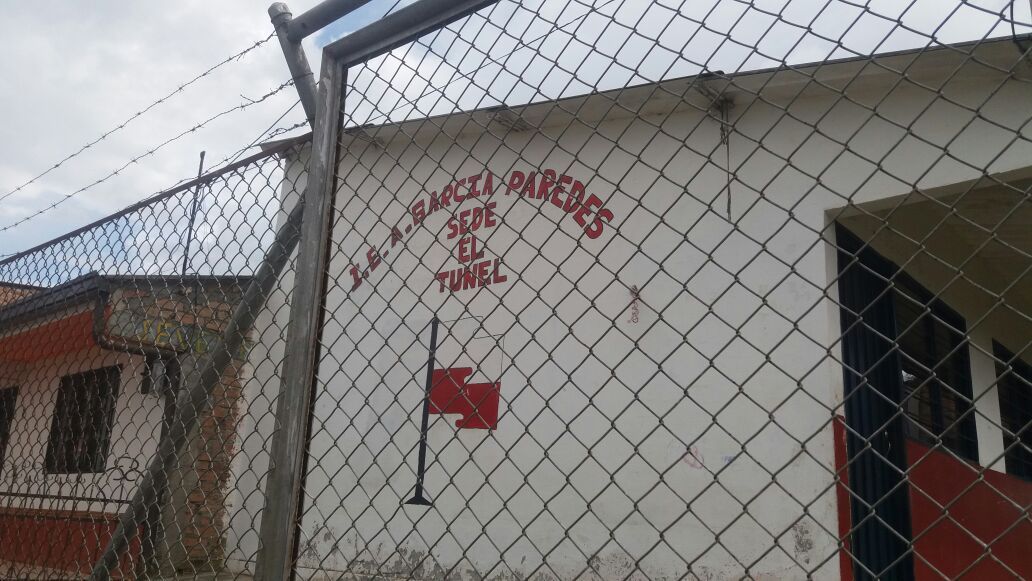 I.E. A. GARCIA PAREDES
SEDE
EL
TUNEL